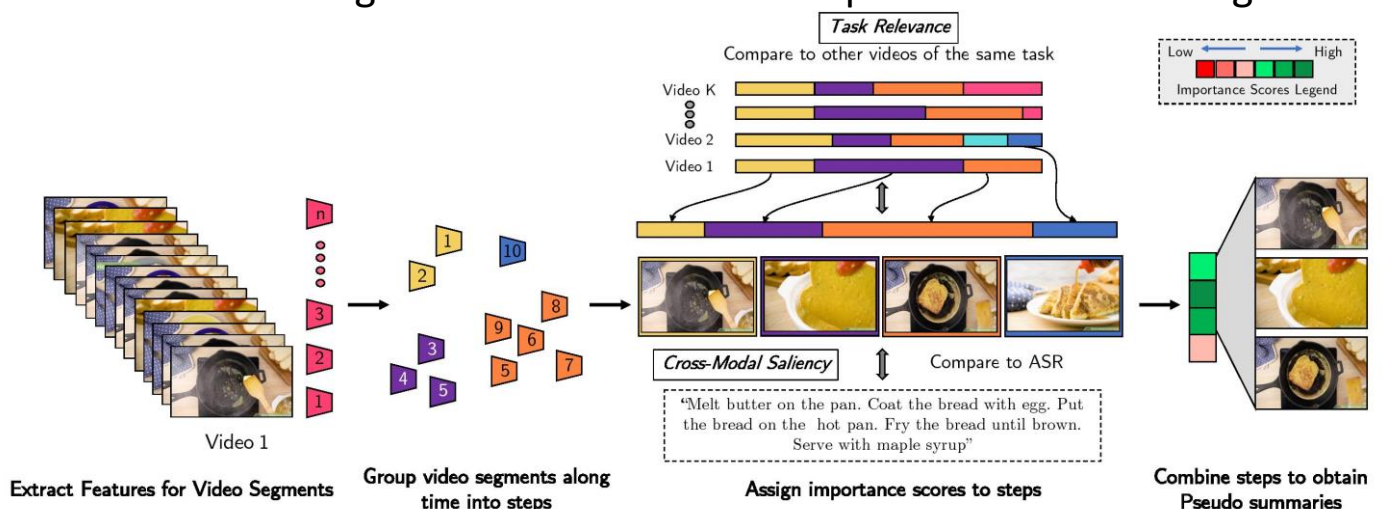 Task Relevance
Compare to other videos of the same task
Low
High
Importance Scores Legend
Video K
Video 2
Video 1
n
3
2
1
Video 1
1
2
10
3
4
5
8
9
6
5
7
Cross-Modal Saliency
Compare to ASR
“Melt butter on the pan. Coat the bread with egg. Put
the bread on the hot pan. Fry the bread until brown.
Serve with maple syrup”
Extract Features for Video Segments
Group video segments along
time into steps
Assign importance scores to steps
Combine steps to obtain
Pseudo summaries